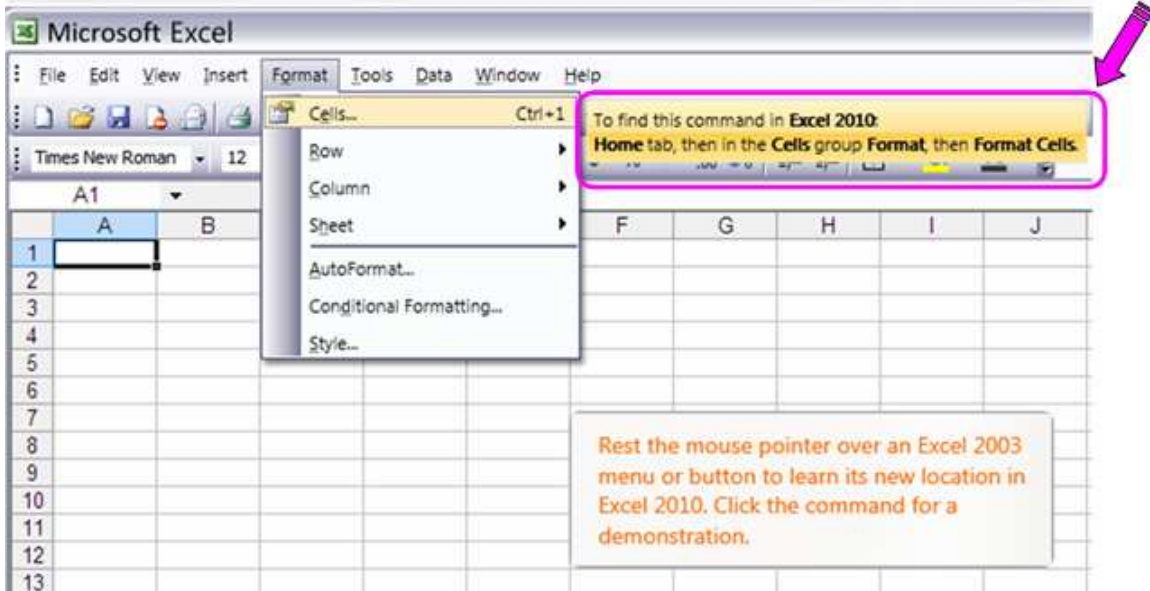 Microsoft Excel
File Edit View Insert Format Tools Data Window Help
Cells... Ctrl+1
To find this command in Excel 2010:
Home tab, then in the Cells group Format, then Format Cells.
Times New Roman 12
Row
Column
Sheet
AutoFormat...
Conditional Formatting...
Style...
A1
A B F G H I J
1
2
3
4
5
6
7
8
9
10
11
12
13
Rest the mouse pointer over an Excel 2003
menu or button to learn its new location in
Excel 2010. Click the command for a
demonstration.